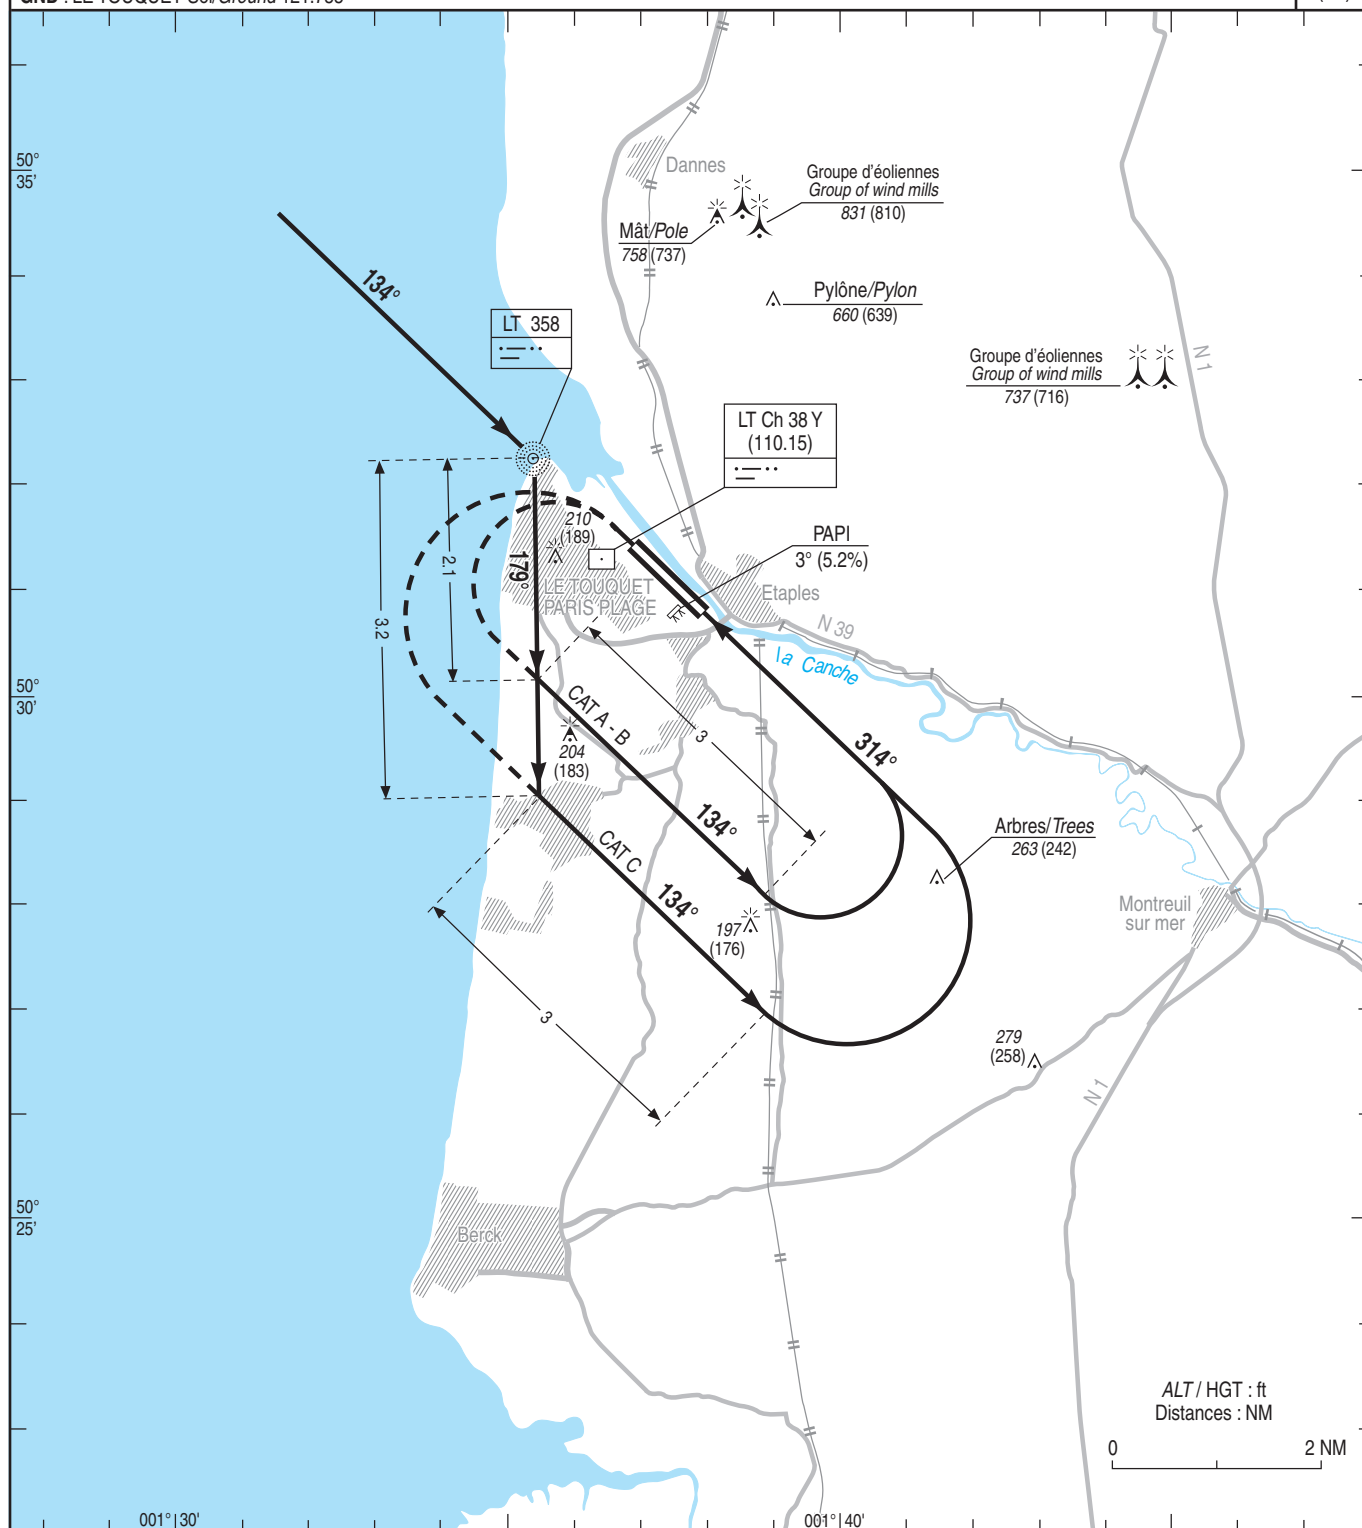 50°
35'
Dannes
Groupe d'éoliennes
Group of wind mills
831 (810)
Mât/Pole
758 (737)
134°
Pylône/Pylon
660 (639)
LT 358
Groupe d'éoliennes
Group of wind mills
737 (716)
N 1
LT Ch 38 Y
(110.15)
210
(189)
PAPI
3° (5.2%)
179°
2.1
3.2
LE TOUQUET
PARIS PLAGE
Etaples
N 39
la Canche
50°
30'
CAT A - B
3
204
(183)
314°
134°
CAT C
134°
Arbres/Trees
263 (242)
197
(176)
Montreuil
sur mer
3
279
(258)
N 1
50°
25'
Berck
ALT / HGT : ft
Distances : NM
0
2 NM
001° 30'
001° 40'